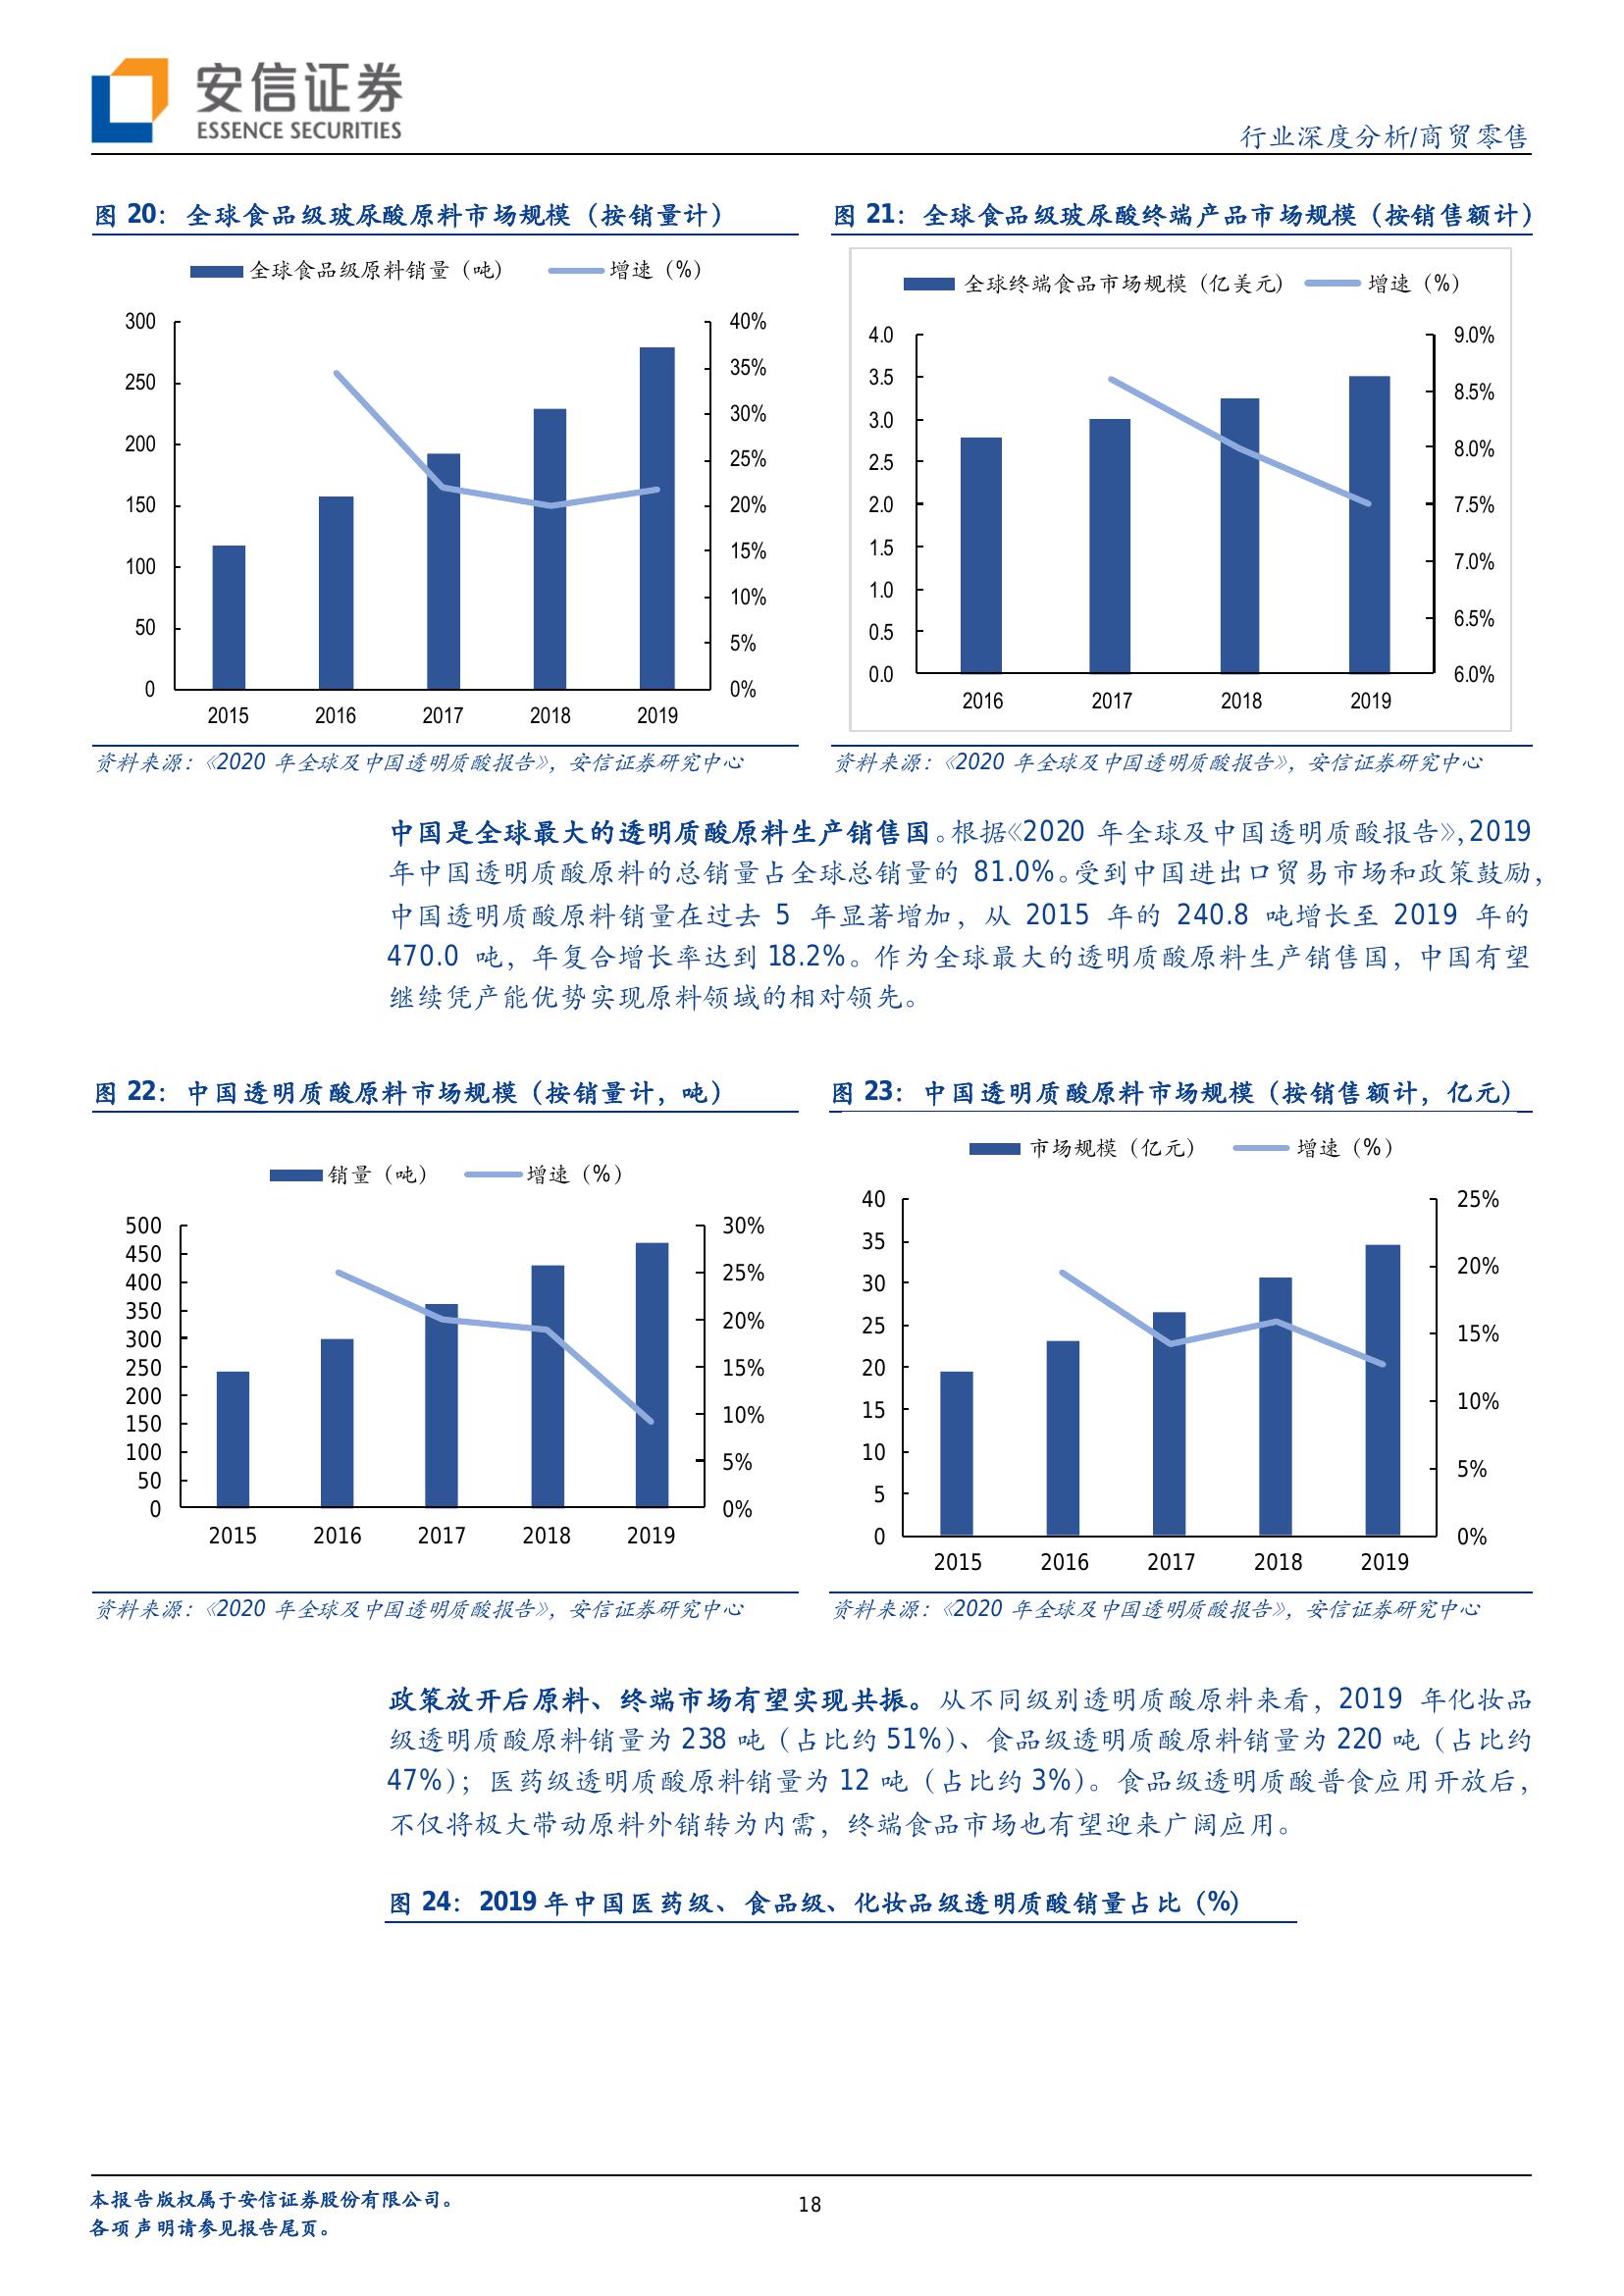 安信证券
ESSENCE SECURITIES
行业深度分析/商贸零售
图 20：全球食品级玻尿酸原料市场规模（按销量计）
全球食品级原料销量（吨） 增速（%）
300
250
200
150
100
50
0
40%
35%
30%
25%
20%
15%
10%
5%
0%
2015 2016 2017 2018 2019
资料来源：《2020 年全球及中国透明质酸报告》，安信证券研究中心
图 21：全球食品级玻尿酸终端产品市场规模（按销售额计）
全球终端食品市场规模（亿美元） 增速（%）
4.0
3.5
3.0
2.5
2.0
1.5
1.0
0.5
0.0
9.0%
8.5%
8.0%
7.5%
7.0%
6.5%
6.0%
2016 2017 2018 2019
资料来源：《2020 年全球及中国透明质酸报告》，安信证券研究中心
中国是全球最大的透明质酸原料生产销售国。根据《2020 年全球及中国透明质酸报告》，2019
年中国透明质酸原料的总销量占全球总销量的 81.0%。受到中国进出口贸易市场和政策鼓励，
中国透明质酸原料销量在过去 5 年显著增加，从 2015 年的 240.8 吨增长至 2019 年的
470.0 吨，年复合增长率达到 18.2%。作为全球最大的透明质酸原料生产销售国，中国有望
继续凭产能优势实现原料领域的相对领先。
图 22：中国透明质酸原料市场规模（按销量计，吨）
销量（吨） 增速（%）
500
450
400
350
300
250
200
150
100
50
0
30%
25%
20%
15%
10%
5%
0%
2015 2016 2017 2018 2019
资料来源：《2020 年全球及中国透明质酸报告》，安信证券研究中心
图 23：中国透明质酸原料市场规模（按销售额计，亿元）
市场规模（亿元） 增速（%）
40
35
30
25
20
15
10
5
0
25%
20%
15%
10%
5%
0%
2015 2016 2017 2018 2019
资料来源：《2020 年全球及中国透明质酸报告》，安信证券研究中心
政策放开后原料、终端市场有望实现共振。从不同级别透明质酸原料来看，2019 年化妆品
级透明质酸原料销量为 238 吨（占比约 51%）、食品级透明质酸原料销量为 220 吨（占比约
47%）；医药级透明质酸原料销量为 12 吨（占比约 3%）。食品级透明质酸普食应用开放后，
不仅将极大带动原料外销转为内需，终端食品市场也有望迎来广阔应用。
图 24：2019 年中国医药级、食品级、化妆品级透明质酸销量占比（%）
本报告版权属于安信证券股份有限公司。
18
各项声明请参见报告尾页。